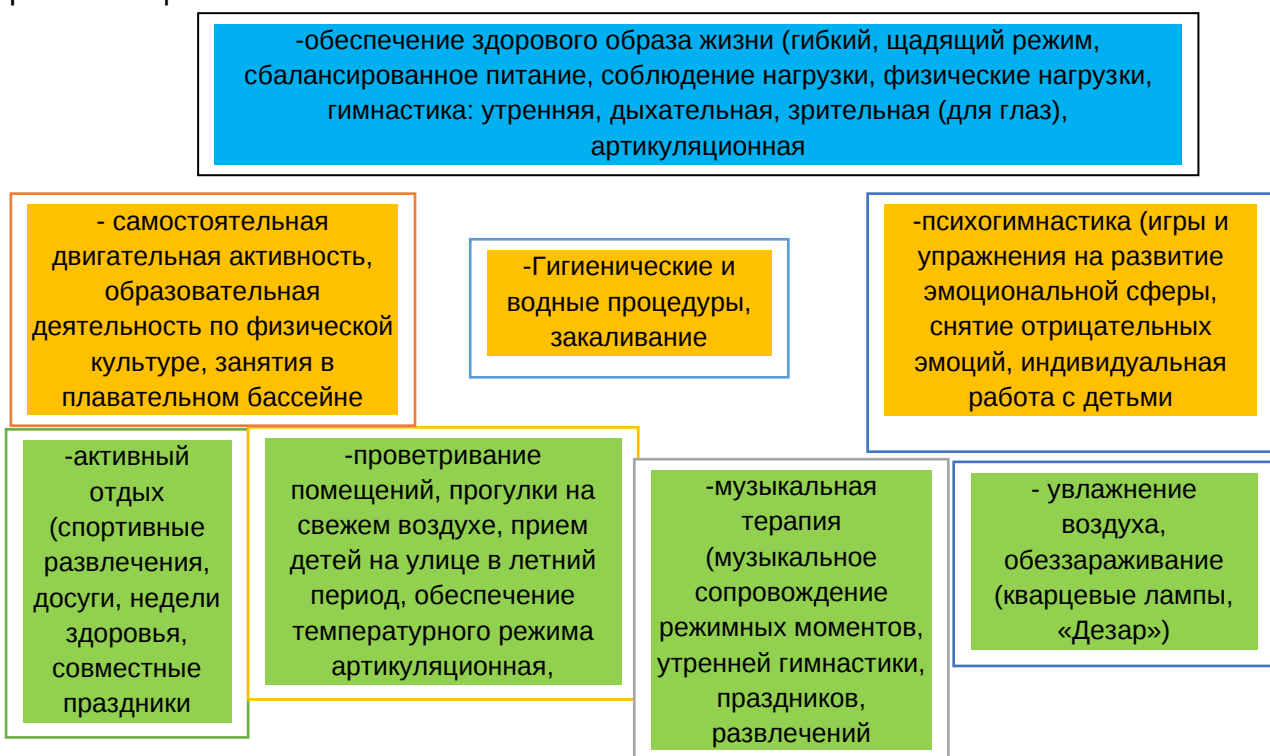 -обеспечение здорового образа жизни (гибкий, щадящий режим,
сбалансированное питание, соблюдение нагрузки, физические нагрузки,
гимнастика: утренняя, дыхательная, зрительная (для глаз),
артикуляционная
- самостоятельная
двигательная активность,
образовательная
деятельность по физической
культуре, занятия в
плавательном бассейне
-Гигиенические и
водные процедуры,
закаливание
-психогимнастика (игры и
упражнения на развитие
эмоциональной сферы,
снятие отрицательных
эмоций, индивидуальная
работа с детьми
-активный
отдых
(спортивные
развлечения,
досуги, недели
здоровья,
совместные
праздники
-проветривание
помещений, прогулки на
свежем воздухе, прием
детей на улице в летний
период, обеспечение
температурного режима
артикуляционная,
-музыкальная
терапия
(музыкальное
сопровождение
режимных моментов,
утренней гимнастики,
праздников,
развлечений
- увлажнение
воздуха,
обеззараживание
(кварцевые лампы,
«Дезар»)